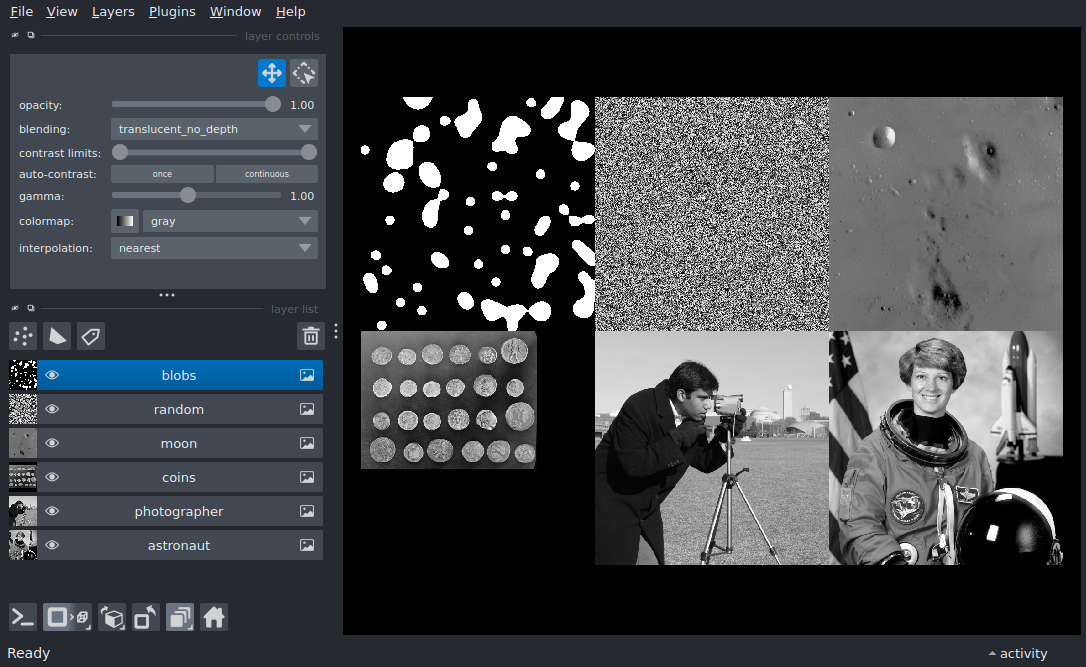 File View Layers Plugins Window Help
layer controls
opacity: 1.00
blending: translucent_no_depth
contrast limits:
auto-contrast: once continuous
gamma: 1.00
colormap: gray
interpolation: nearest
layer list
blobs
random
moon
coins
photographer
astronaut
Ready
activity